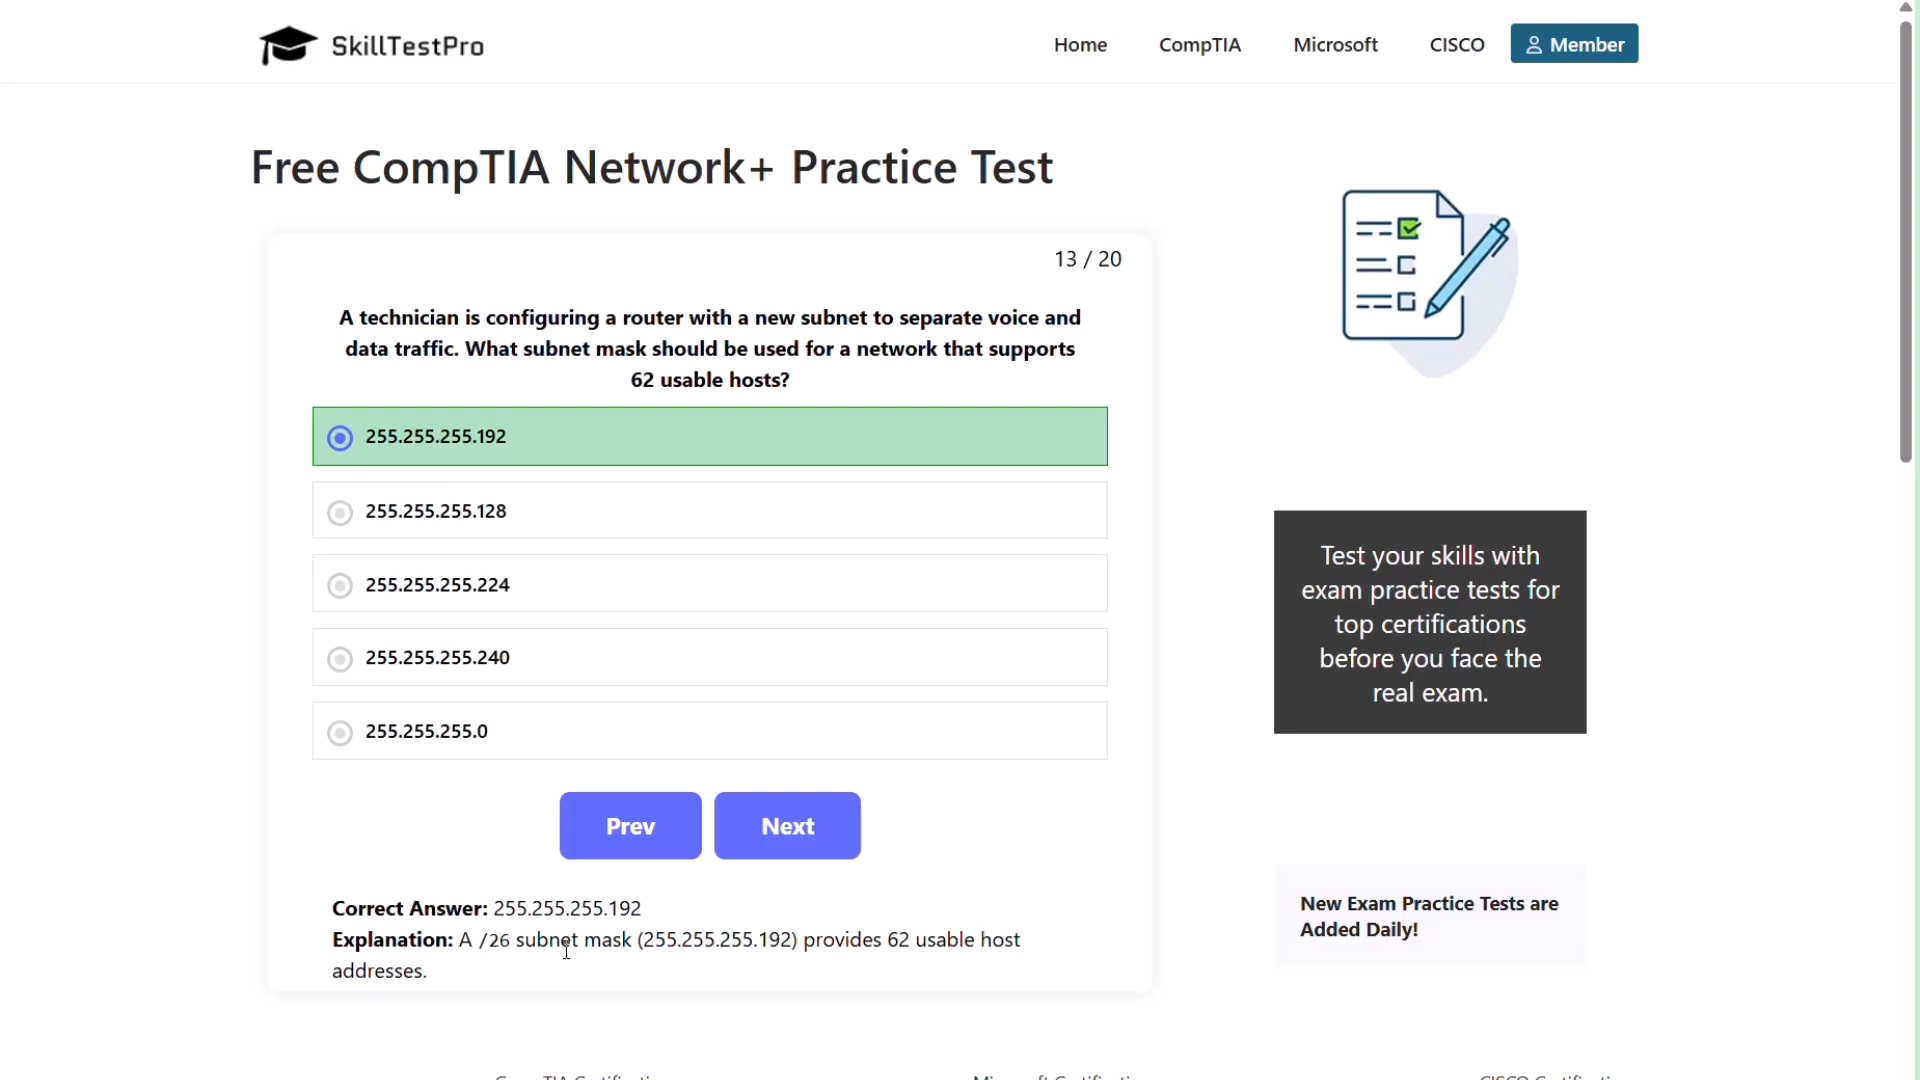 SkillTestPro
Home
CompTIA
Microsoft
CISCO
Member
Free CompTIA Network+ Practice Test
13 / 20
A technician is configuring a router with a new subnet to separate voice and
data traffic. What subnet mask should be used for a network that supports
62 usable hosts?
255.255.255.192
255.255.255.128
255.255.255.224
255.255.255.240
255.255.255.0
Prev
Next
Correct Answer: 255.255.255.192
Explanation: A /26 subnet mask (255.255.255.192) provides 62 usable host
addresses.
Test your skills with
exam practice tests for
top certifications
before you face the
real exam.
New Exam Practice Tests are
Added Daily!